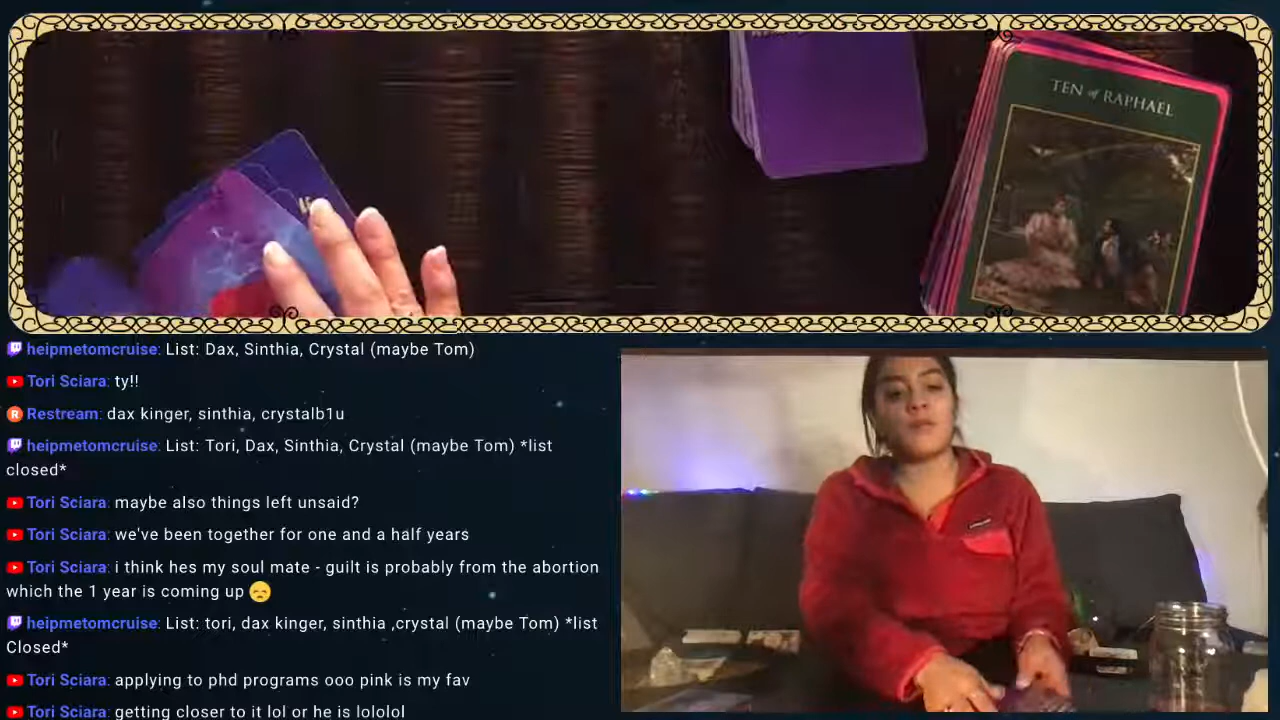 TEN of RAPHAEL
heipmetomcruise: List: Dax, Sinthia, Crystal (maybe Tom)
Tori Sciara: ty!!
Restream: dax kinger, sinthia, crystalb1u
heipmetomcruise: List: Tori, Dax, Sinthia, Crystal (maybe Tom) *list
closed*
Tori Sciara: maybe also things left unsaid?
Tori Sciara: we've been together for one and a half years
Tori Sciara: i think hes my soul mate - guilt is probably from the abortion
which the 1 year is coming up 😞
heipmetomcruise: List: tori, dax kinger, sinthia ,crystal (maybe Tom) *list
Closed*
Tori Sciara: applying to phd programs ooo pink is my fav
Tori Sciara: getting closer to it lol or he is lololol